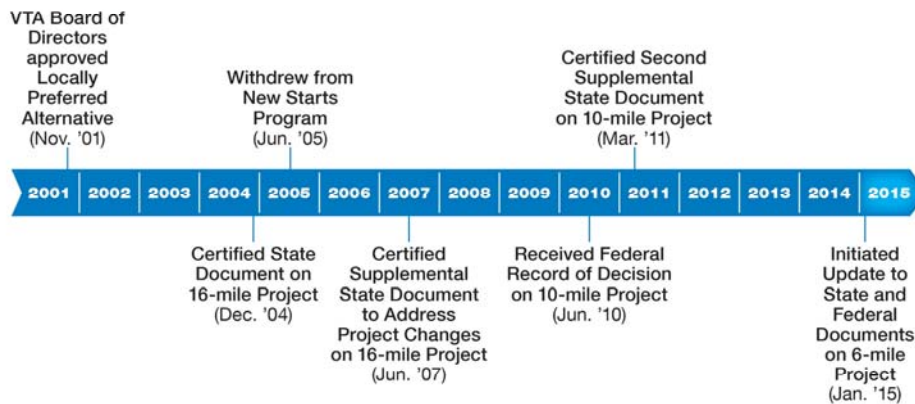 VTA Board of
Directors
approved
Locally
Preferred
Alternative
(Nov. '01)
Withdrew from
New Starts
Program
(Jun. '05)
Certified Second
Supplemental
State Document
on 10-mile Project
(Mar. '11)
2001 2002 2003 2004 2005 2006 2007 2008 2009 2010 2011 2012 2013 2014 2015
Certified State
Document on
16-mile Project
(Dec. '04)
Certified
Supplemental
State Document
to Address
Project Changes
on 16-mile Project
(Jun. '07)
Received Federal
Record of Decision
on 10-mile Project
(Jun. '10)
Initiated
Update to
State and
Federal
Documents
on 6-mile
Project
(Jan. '15)